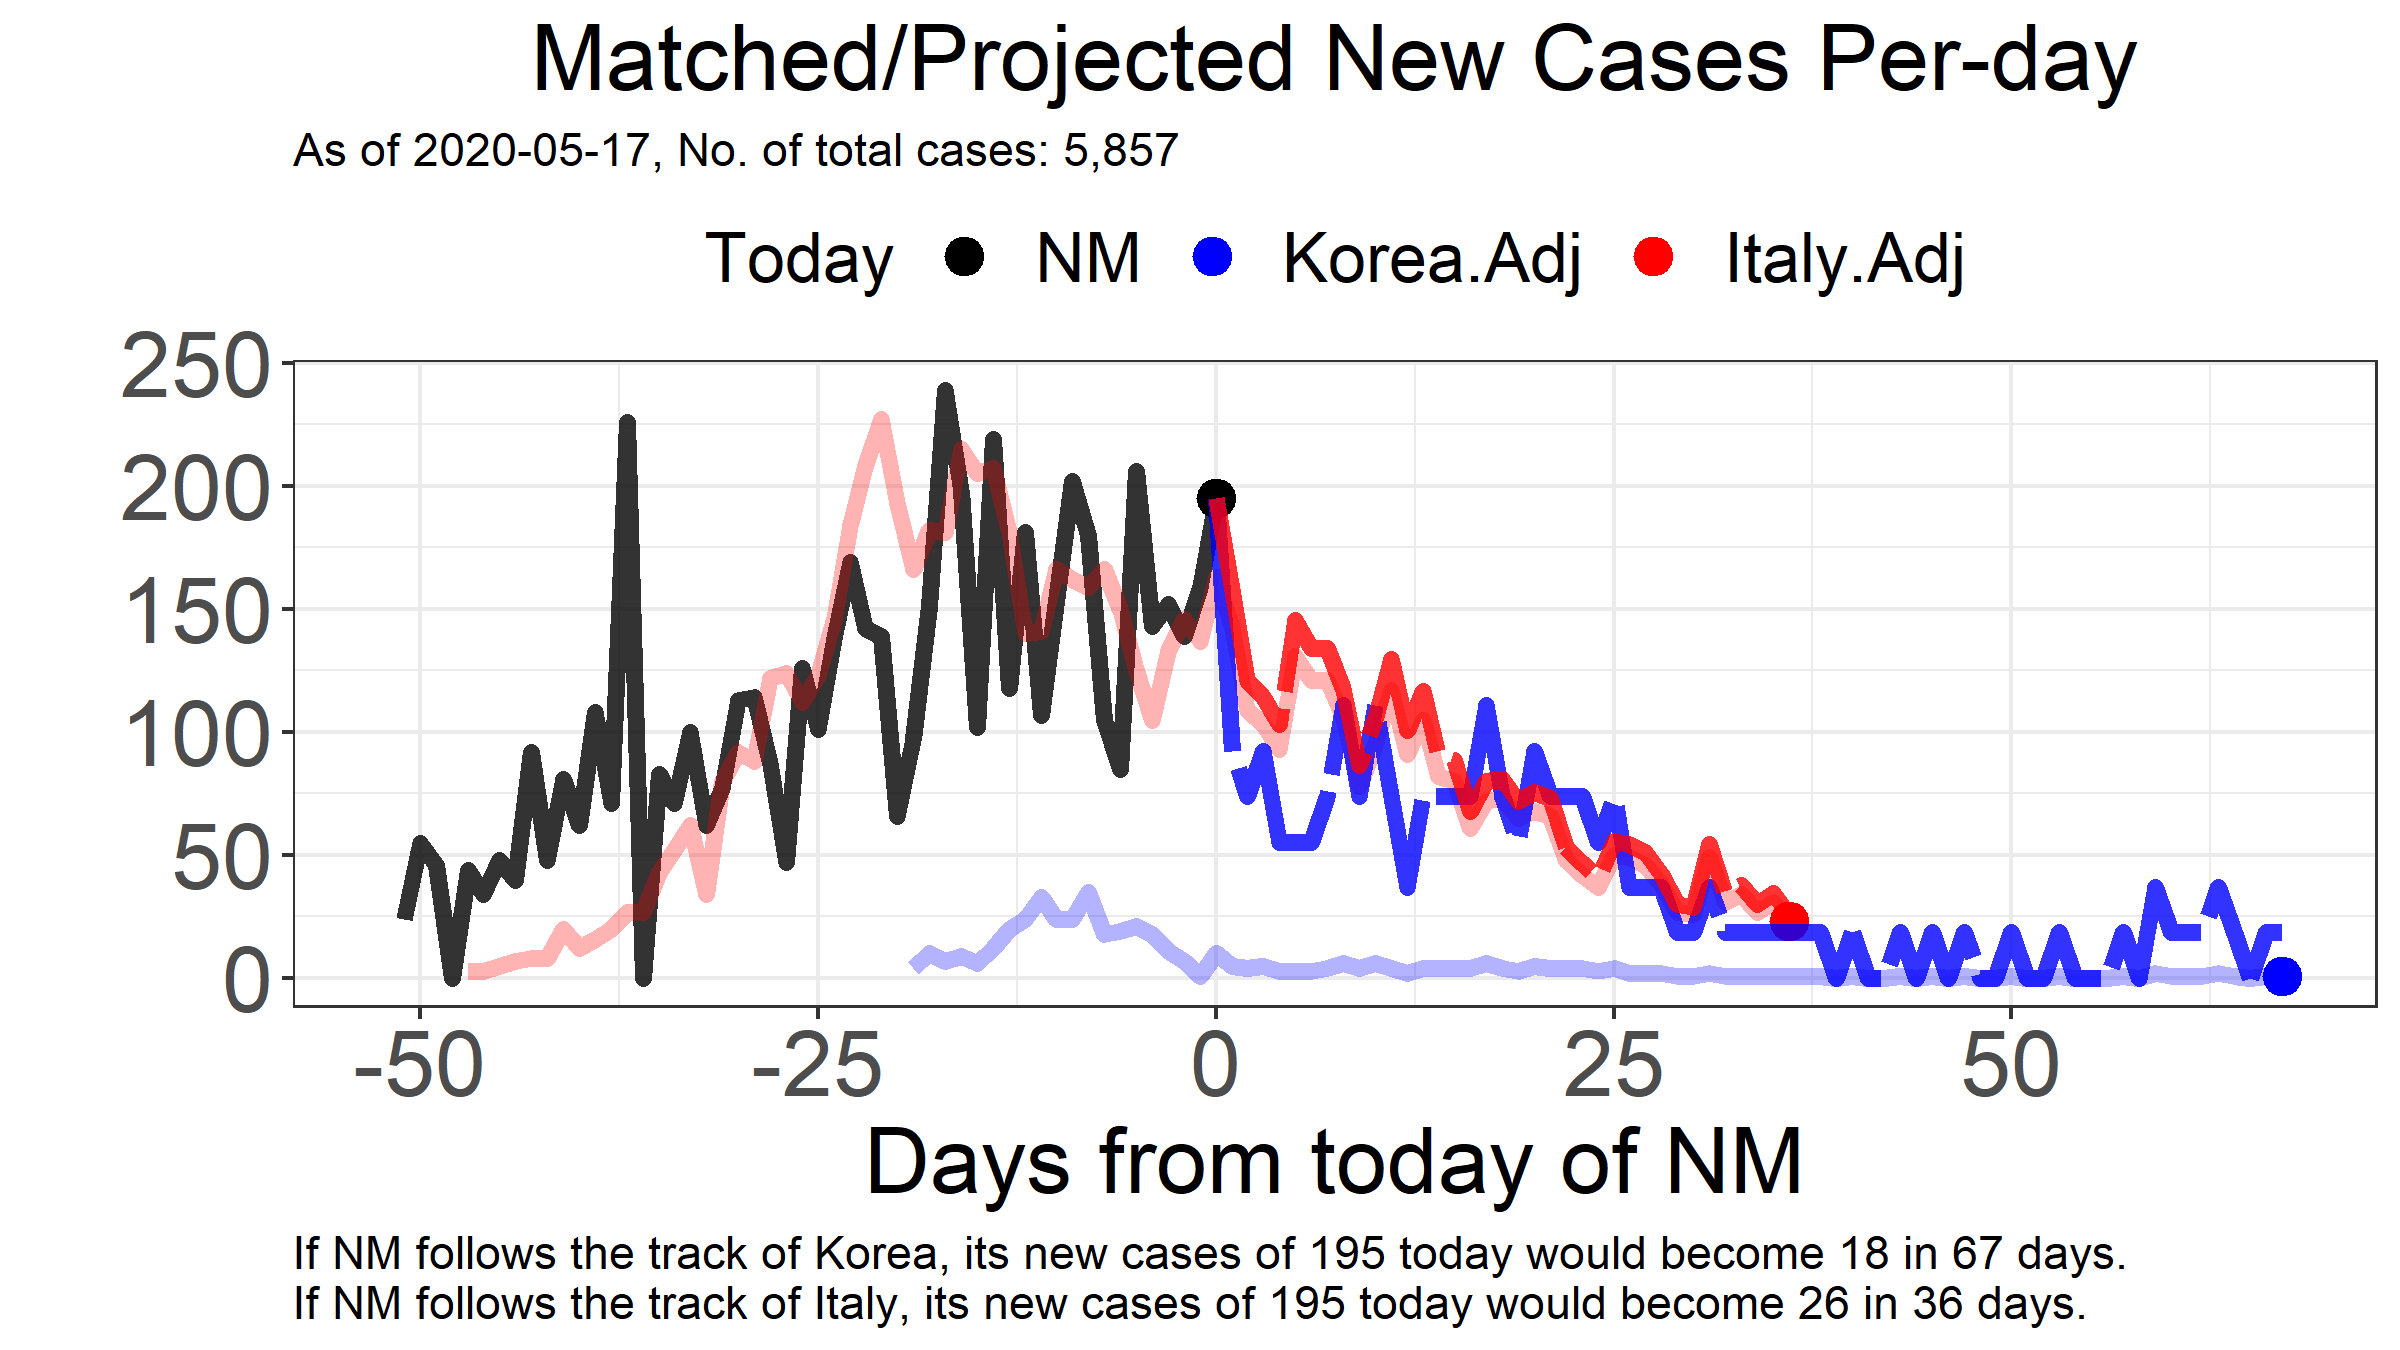 Matched/Projected New Cases Per-day
As of 2020-05-17, No. of total cases: 5,857
Today NM Korea.Adj Italy.Adj
250
200
150
100
50
0
-50 -25 0 25 50
Days from today of NM
If NM follows the track of Korea, its new cases of 195 today would become 18 in 67 days.
If NM follows the track of Italy, its new cases of 195 today would become 26 in 36 days.